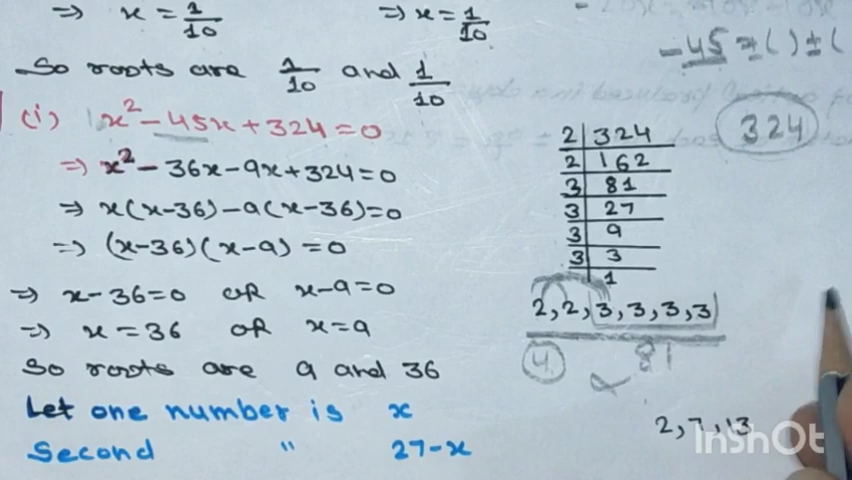 ⇒ x = 1/10 ⇒ x = 1/10
So roots are 1/10 and 1/10
(i) x² - 45x + 324 = 0
⇒ x² - 36x - 9x + 324 = 0
⇒ x(x-36) - 9(x-36) = 0
⇒ (x-36)(x-9) = 0
⇒ x-36=0 or x-9=0
⇒ x = 36 or x = 9
So roots are 9 and 36
Let one number is x
Second " 27-x
-45 = ( ) ± (
324
2 | 324
2 | 162
3 | 81
3 | 27
3 | 9
3 | 3
1
2, 2, 3, 3, 3, 3
4 81
2, 7, 13
InShOt